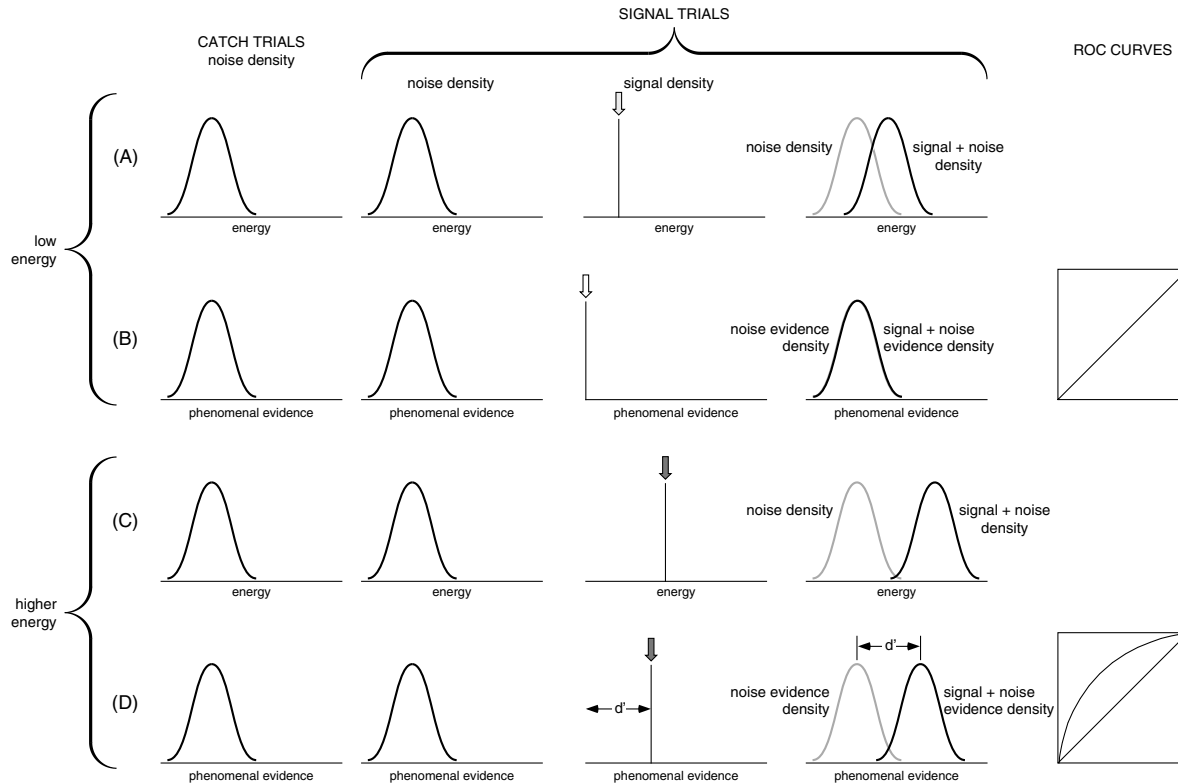 SIGNAL TRIALS
CATCH TRIALS
noise density
ROC CURVES
noise density
signal density
(A)
noise density
signal + noise
density
energy
energy
energy
energy
low
energy
(B)
noise evidence
density
signal + noise
evidence density
phenomenal evidence
phenomenal evidence
phenomenal evidence
phenomenal evidence
(C)
noise density
signal + noise
density
energy
energy
energy
energy
higher
energy
d'
(D)
noise evidence
density
signal + noise
evidence density
d'
phenomenal evidence
phenomenal evidence
phenomenal evidence
phenomenal evidence